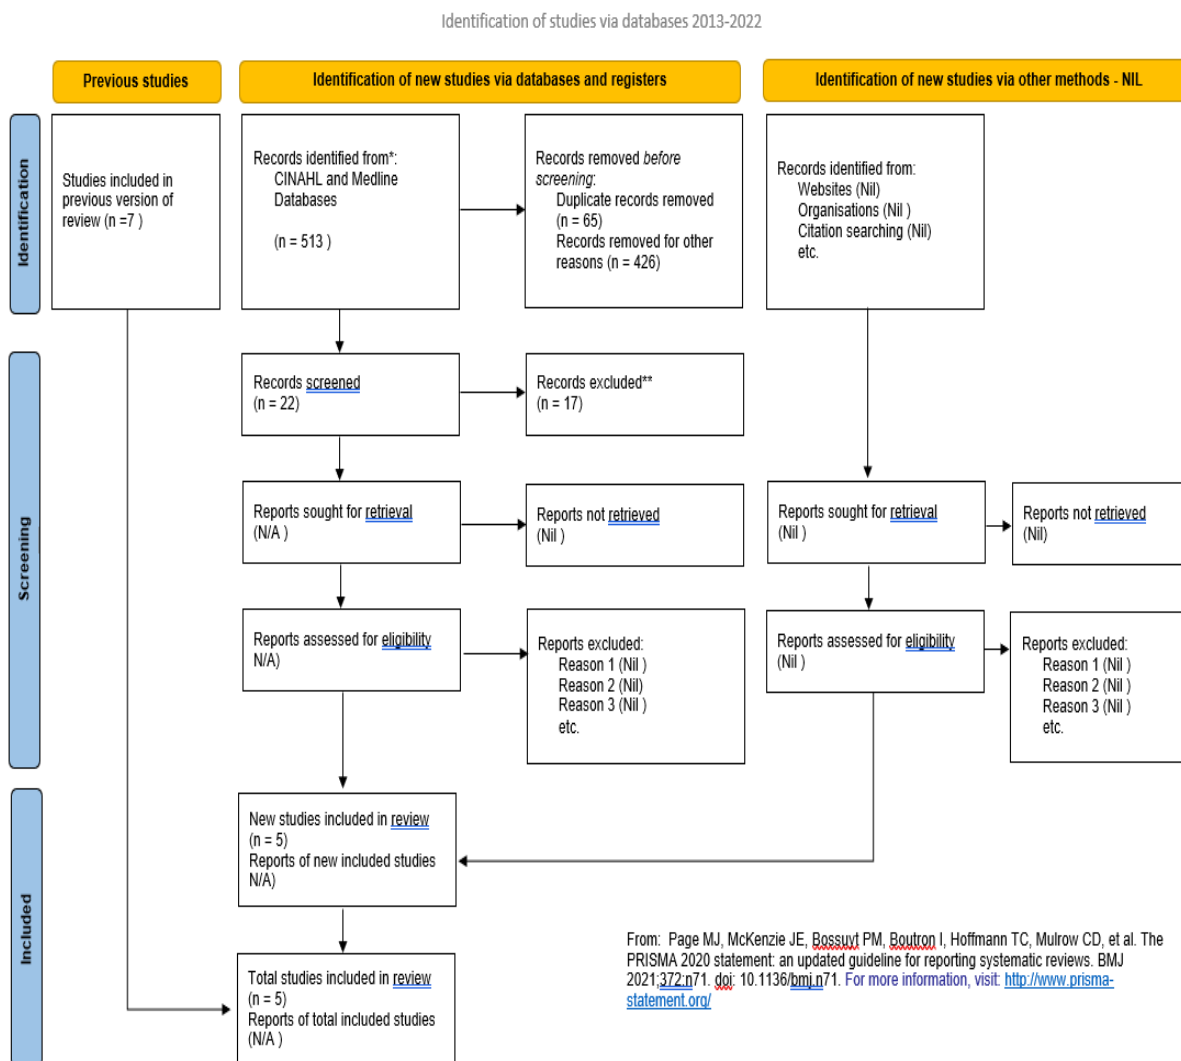 Identification of studies via databases 2013-2022
Previous studies
Identification of new studies via databases and registers
Identification of new studies via other methods - NIL
Identification
Studies included in
previous version of
review (n =7 )
Records identified from*:
CINAHL and Medline
Databases
(n = 513 )
Records removed before
screening:
Duplicate records removed
(n = 65)
Records removed for other
reasons (n = 426)
Records identified from:
Websites (Nil)
Organisations (Nil )
Citation searching (Nil)
etc.
Screening
Records screened
(n = 22)
Records excluded**
(n = 17)
Reports sought for retrieval
(N/A )
Reports not retrieved
(Nil )
Reports sought for retrieval
(Nil )
Reports not retrieved
(Nil)
Reports assessed for eligibility
N/A)
Reports excluded:
Reason 1 (Nil )
Reason 2 (Nil)
Reason 3 (Nil )
etc.
Reports assessed for eligibility
(Nil )
Reports excluded:
Reason 1 (Nil )
Reason 2 (Nil )
Reason 3 (Nil )
etc.
Included
New studies included in review
(n = 5)
Reports of new included studies
N/A)
Total studies included in review
(n = 5)
Reports of total included studies
(N/A )
From: Page MJ, McKenzie JE, Bossuyt PM, Boutron I, Hoffmann TC, Mulrow CD, et al. The
PRISMA 2020 statement: an updated guideline for reporting systematic reviews. BMJ
2021;372:n71. doi: 10.1136/bmj.n71. For more information, visit: http://www.prisma-
statement.org/